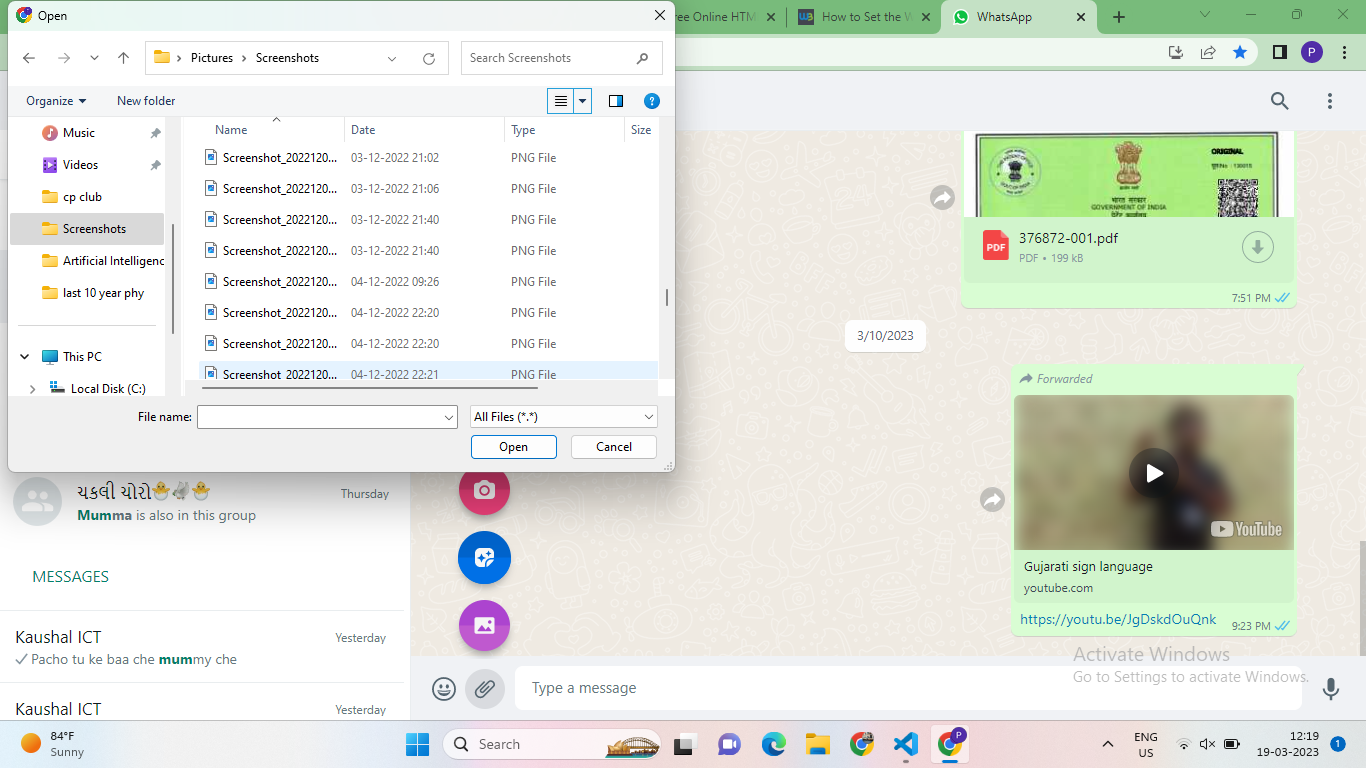 Open
ree Online HTM
How to Set the W
WhatsApp
P
Pictures
Screenshots
Search Screenshots
Organize
New folder
Name
Date
Type
Size
Music
Videos
cp club
Screenshots
Artificial Intelligenc
last 10 year phy
This PC
Local Disk (C:)
Screenshot_2022120... 03-12-2022 21:02 PNG File
Screenshot_2022120... 03-12-2022 21:06 PNG File
Screenshot_2022120... 03-12-2022 21:40 PNG File
Screenshot_2022120... 03-12-2022 21:40 PNG File
Screenshot_2022120... 04-12-2022 09:26 PNG File
Screenshot_2022120... 04-12-2022 22:20 PNG File
Screenshot_2022120... 04-12-2022 22:20 PNG File
Screenshot_2022120... 04-12-2022 22:21 PNG File
File name:
All Files (*.*)
Open
Cancel
ચકલી ચોરો
Thursday
Mumma is also in this group
MESSAGES
Kaushal ICT
Yesterday
Pacho tu ke baa che mummy che
Kaushal ICT
Yesterday
ORIGINAL
भारत सरकार
GOVERNMENT OF INDIA
PDF
376872-001.pdf
PDF • 199 kB
7:51 PM
3/10/2023
Forwarded
YouTube
Gujarati sign language
youtube.com
https://youtu.be/JgDskdOuQnk
9:23 PM
Activate Windows
Go to Settings to activate Windows.
Type a message
84°F
Sunny
Search
P
ENG
US
12:19
19-03-2023
1